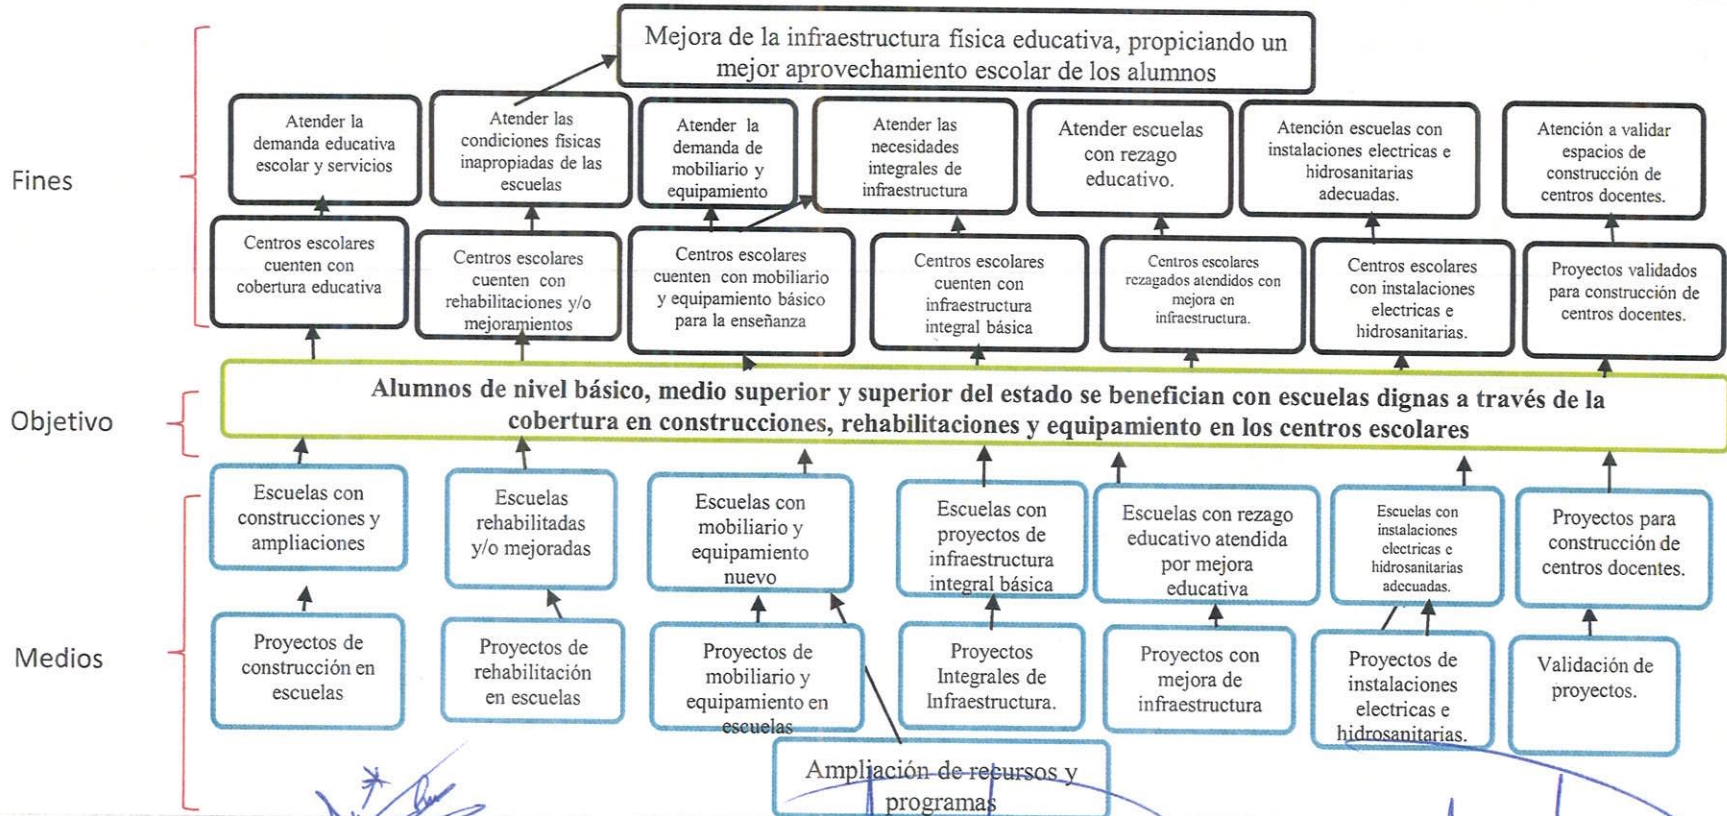 Mejora de la infraestructura física educativa, propiciando un
mejor aprovechamiento escolar de los alumnos
Fines
Atender la
demanda educativa
escolar y servicios
Atender las
condiciones físicas
inapropiadas de las
escuelas
Atender la
demanda de
mobiliario y
equipamiento
Atender las
necesidades
integrales de
infraestructura
Atender escuelas
con rezago
educativo.
Atención escuelas con
instalaciones electricas e
hidrosanitarias
adecuadas.
Atención a validar
espacios de
construcción de
centros docentes.
Centros escolares
cuenten con
cobertura educativa
Centros escolares
cuenten con
rehabilitaciones y/o
mejoramientos
Centros escolares
cuenten con mobiliario
y equipamiento básico
para la enseñanza
Centros escolares
cuenten con
infraestructura
integral básica
Centros escolares
rezagados atendidos con
mejora en
infraestructura.
Centros escolares
con instalaciones
electricas e
hidrosanitarias.
Proyectos validados
para construcción de
centros docentes.
Objetivo
Alumnos de nivel básico, medio superior y superior del estado se benefician con escuelas dignas a través de la
cobertura en construcciones, rehabilitaciones y equipamiento en los centros escolares
Medios
Escuelas con
construcciones y
ampliaciones
Escuelas
rehabilitadas
y/o mejoradas
Escuelas con
mobiliario y
equipamiento
nuevo
Escuelas con
proyectos de
infraestructura
integral básica
Escuelas con rezago
educativo atendida
por mejora
educativa
Escuelas con
instalaciones
electricas e
hidrosanitarias
adecuadas.
Proyectos para
construcción de
centros docentes.
Proyectos de
construcción en
escuelas
Proyectos de
rehabilitación
en escuelas
Proyectos de
mobiliario y
equipamiento en
escuelas
Proyectos
Integrales de
Infraestructura.
Proyectos con
mejora de
infraestructura
Proyectos de
instalaciones
electricas e
hidrosanitarias.
Validación de
proyectos.
Ampliación de recursos y
programas